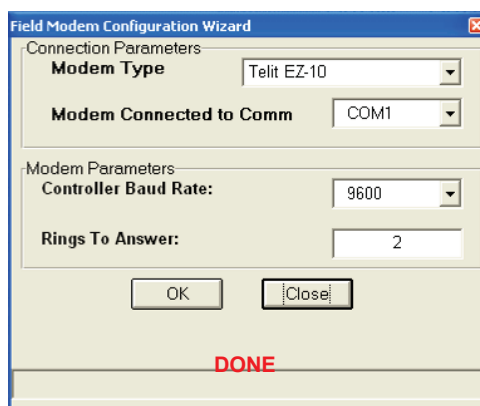 Field Modem Configuration Wizard
Connection Parameters
Modem Type Telit EZ-10
Modem Connected to Comm COM1
Modem Parameters
Controller Baud Rate: 9600
Rings To Answer: 2
OK Close
DONE